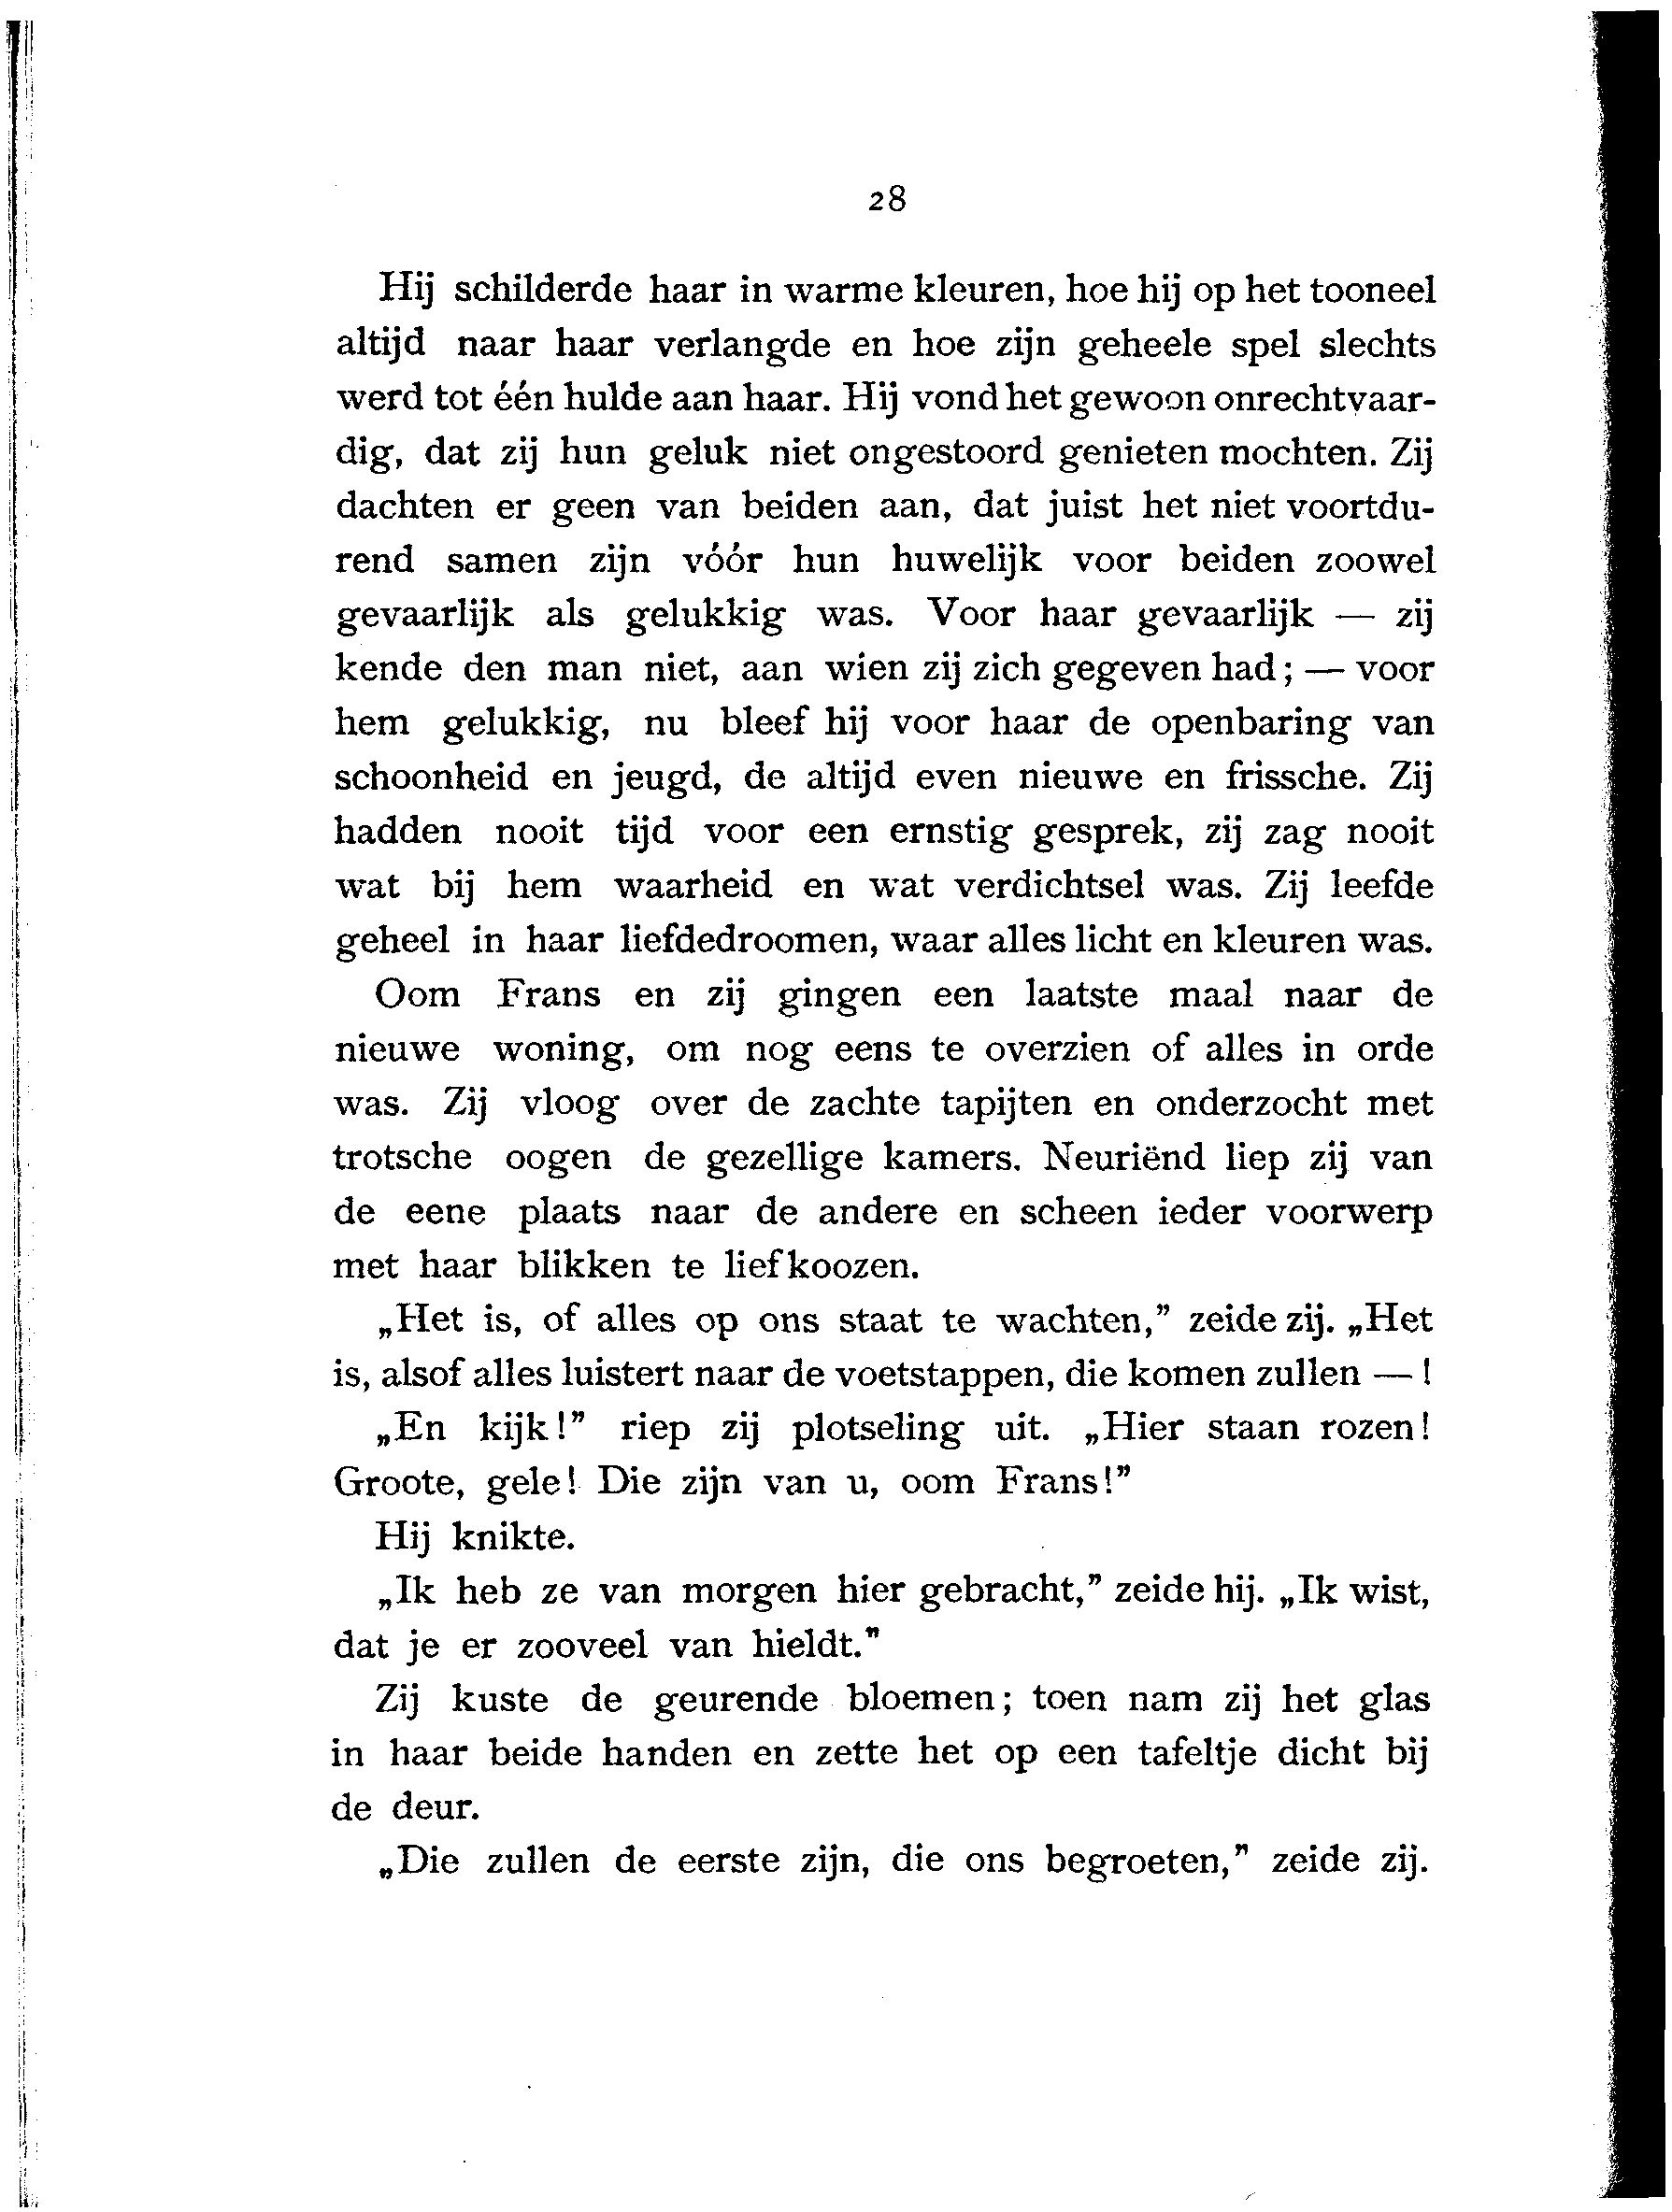 28
Hij schilderde haar in warme kleuren, hoe hij op het tooneel
altijd naar haar verlangde en hoe zijn geheele spel slechts
werd tot één hulde aan haar. Hij vond het gewoon onrechtvaar-
dig, dat zij hun geluk niet ongestoord genieten mochten. Zij
dachten er geen van beiden aan, dat juist het niet voortdu-
rend samen zijn vóór hun huwelijk voor beiden zoowel
gevaarlijk als gelukkig was. Voor haar gevaarlijk — zij
kende den man niet, aan wien zij zich gegeven had; — voor
hem gelukkig, nu bleef hij voor haar de openbaring van
schoonheid en jeugd, de altijd even nieuwe en frissche. Zij
hadden nooit tijd voor een ernstig gesprek, zij zag nooit
wat bij hem waarheid en wat verdichtsel was. Zij leefde
geheel in haar liefdedroomen, waar alles licht en kleuren was.
Oom Frans en zij gingen een laatste maal naar de
nieuwe woning, om nog eens te overzien of alles in orde
was. Zij vloog over de zachte tapijten en onderzocht met
trotsche oogen de gezellige kamers. Neuriënd liep zij van
de eene plaats naar de andere en scheen ieder voorwerp
met haar blikken te liefkoozen.
„Het is, of alles op ons staat te wachten,” zeide zij. „Het
is, alsof alles luistert naar de voetstappen, die komen zullen — !
„En kijk!” riep zij plotseling uit. „Hier staan rozen!
Groote, gele! Die zijn van u, oom Frans!”
Hij knikte.
„Ik heb ze van morgen hier gebracht,” zeide hij. „Ik wist,
dat je er zooveel van hieldt.”
Zij kuste de geurende bloemen; toen nam zij het glas
in haar beide handen en zette het op een tafeltje dicht bij
de deur.
„Die zullen de eerste zijn, die ons begroeten,” zeide zij.